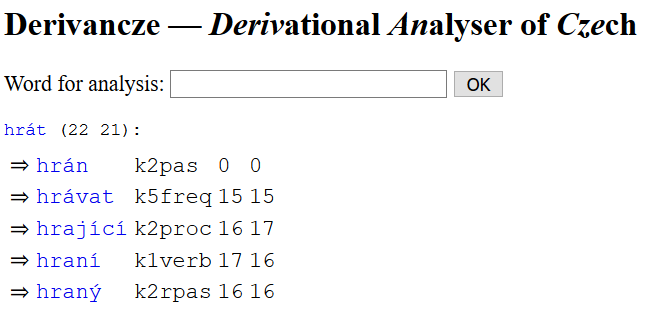 Derivancze — Derivational Analyser of Czech
Word for analysis: OK
hrát (22 21):
⇒ hrán k2pas 0 0
⇒ hrávat k5freq 15 15
⇒ hrající k2proc 16 17
⇒ hraní k1verb 17 16
⇒ hraný k2rpas 16 16